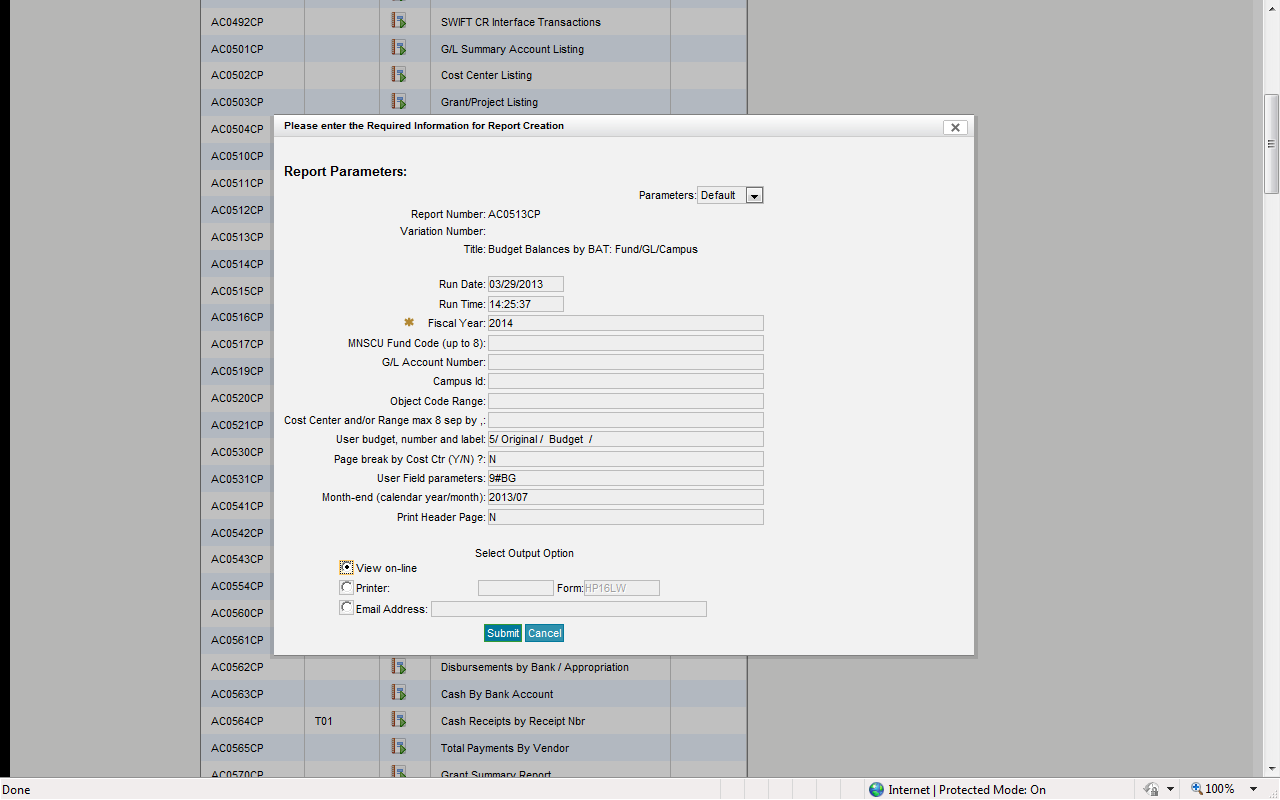 AC0492CP SWIFT CR Interface Transactions
AC0501CP G/L Summary Account Listing
AC0502CP Cost Center Listing
AC0503CP Grant/Project Listing
AC0504CP
Please enter the Required Information for Report Creation
AC0510CP
AC0511CP
AC0512CP
AC0513CP
AC0514CP
AC0515CP
AC0516CP
AC0517CP
AC0519CP
AC0520CP
AC0521CP
AC0530CP
AC0531CP
AC0541CP
AC0542CP
AC0543CP
AC0554CP
AC0560CP
AC0561CP
Report Parameters:
Parameters: Default
Report Number: AC0513CP
Variation Number:
Title: Budget Balances by BAT: Fund/GL/Campus
Run Date: 03/29/2013
Run Time: 14:25:37
Fiscal Year: 2014
MNSCU Fund Code (up to 8):
G/L Account Number:
Campus Id:
Object Code Range:
Cost Center and/or Range max 8 sep by ,:
User budget, number and label: 5/ Original / Budget /
Page break by Cost Ctr (Y/N) ?: N
User Field parameters: 9#BG
Month-end (calendar year/month): 2013/07
Print Header Page: N
Select Output Option
View on-line
Printer: Form: HP16LW
Email Address:
Submit Cancel
AC0562CP Disbursements by Bank / Appropriation
AC0563CP Cash By Bank Account
AC0564CP T01 Cash Receipts by Receipt Nbr
AC0565CP Total Payments By Vendor
AC0570CP Grant Summary Report
Done Internet | Protected Mode: On 100%